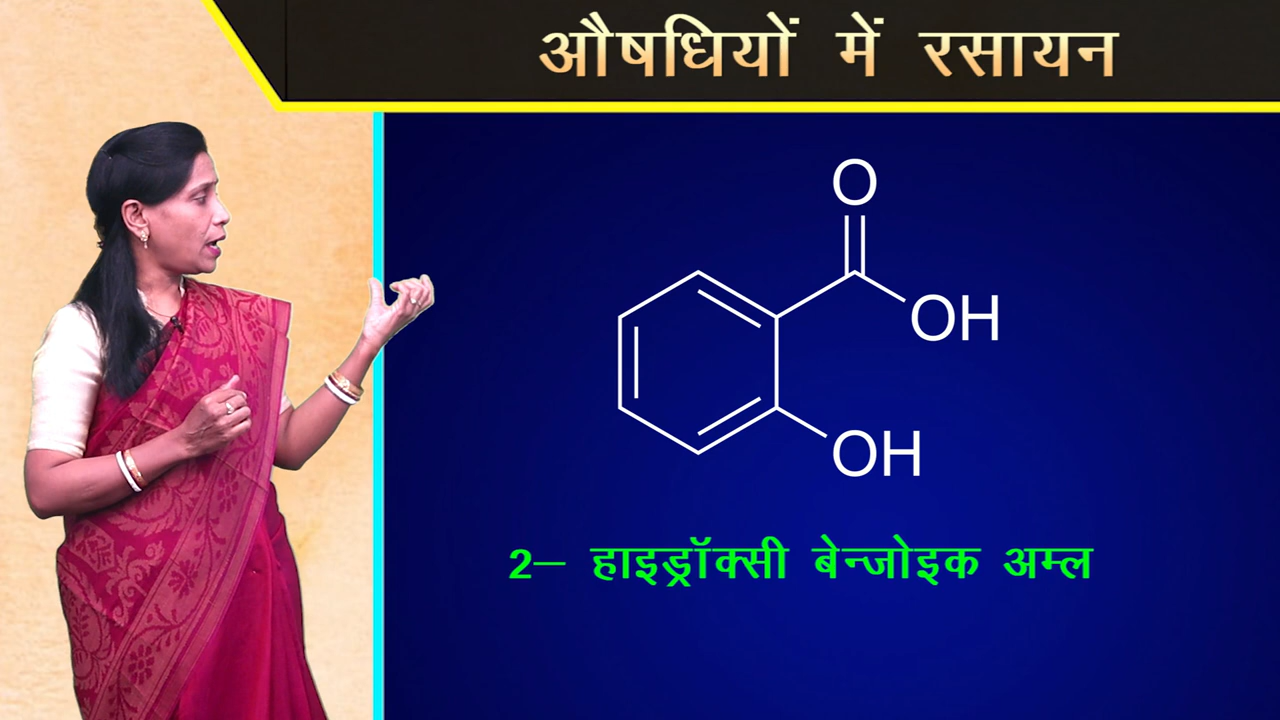 औषधियों में रसायन
O
OH
OH
2– हाइड्रॉक्सी बेन्जोइक अम्ल